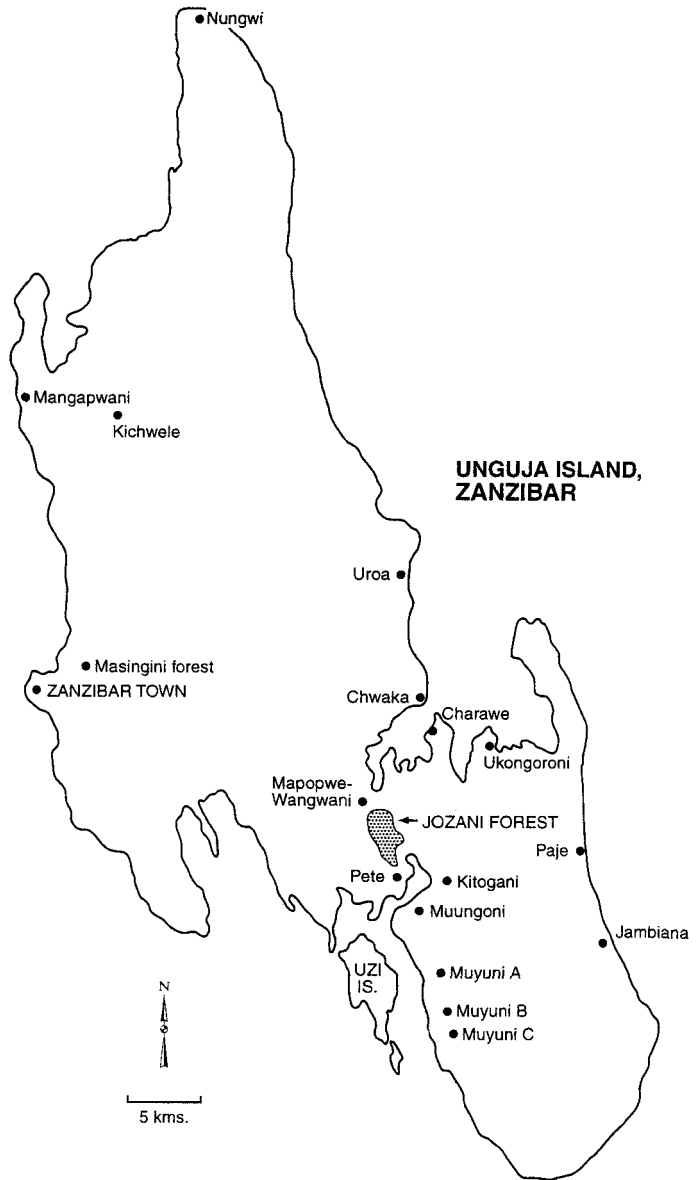 Nungwi
Mangapwani
Kichwele
UNGUJA ISLAND,
ZANZIBAR
Uroa
Masingini forest
ZANZIBAR TOWN
Chwaka
Charawe
Ukongoroni
Mapopwe-
Wangwani
JOZANI FOREST
Paje
Pete
Kitogani
Muungoni
Jambiana
UZI
IS.
Muyuni A
N
Muyuni B
Muyuni C
5 kms.